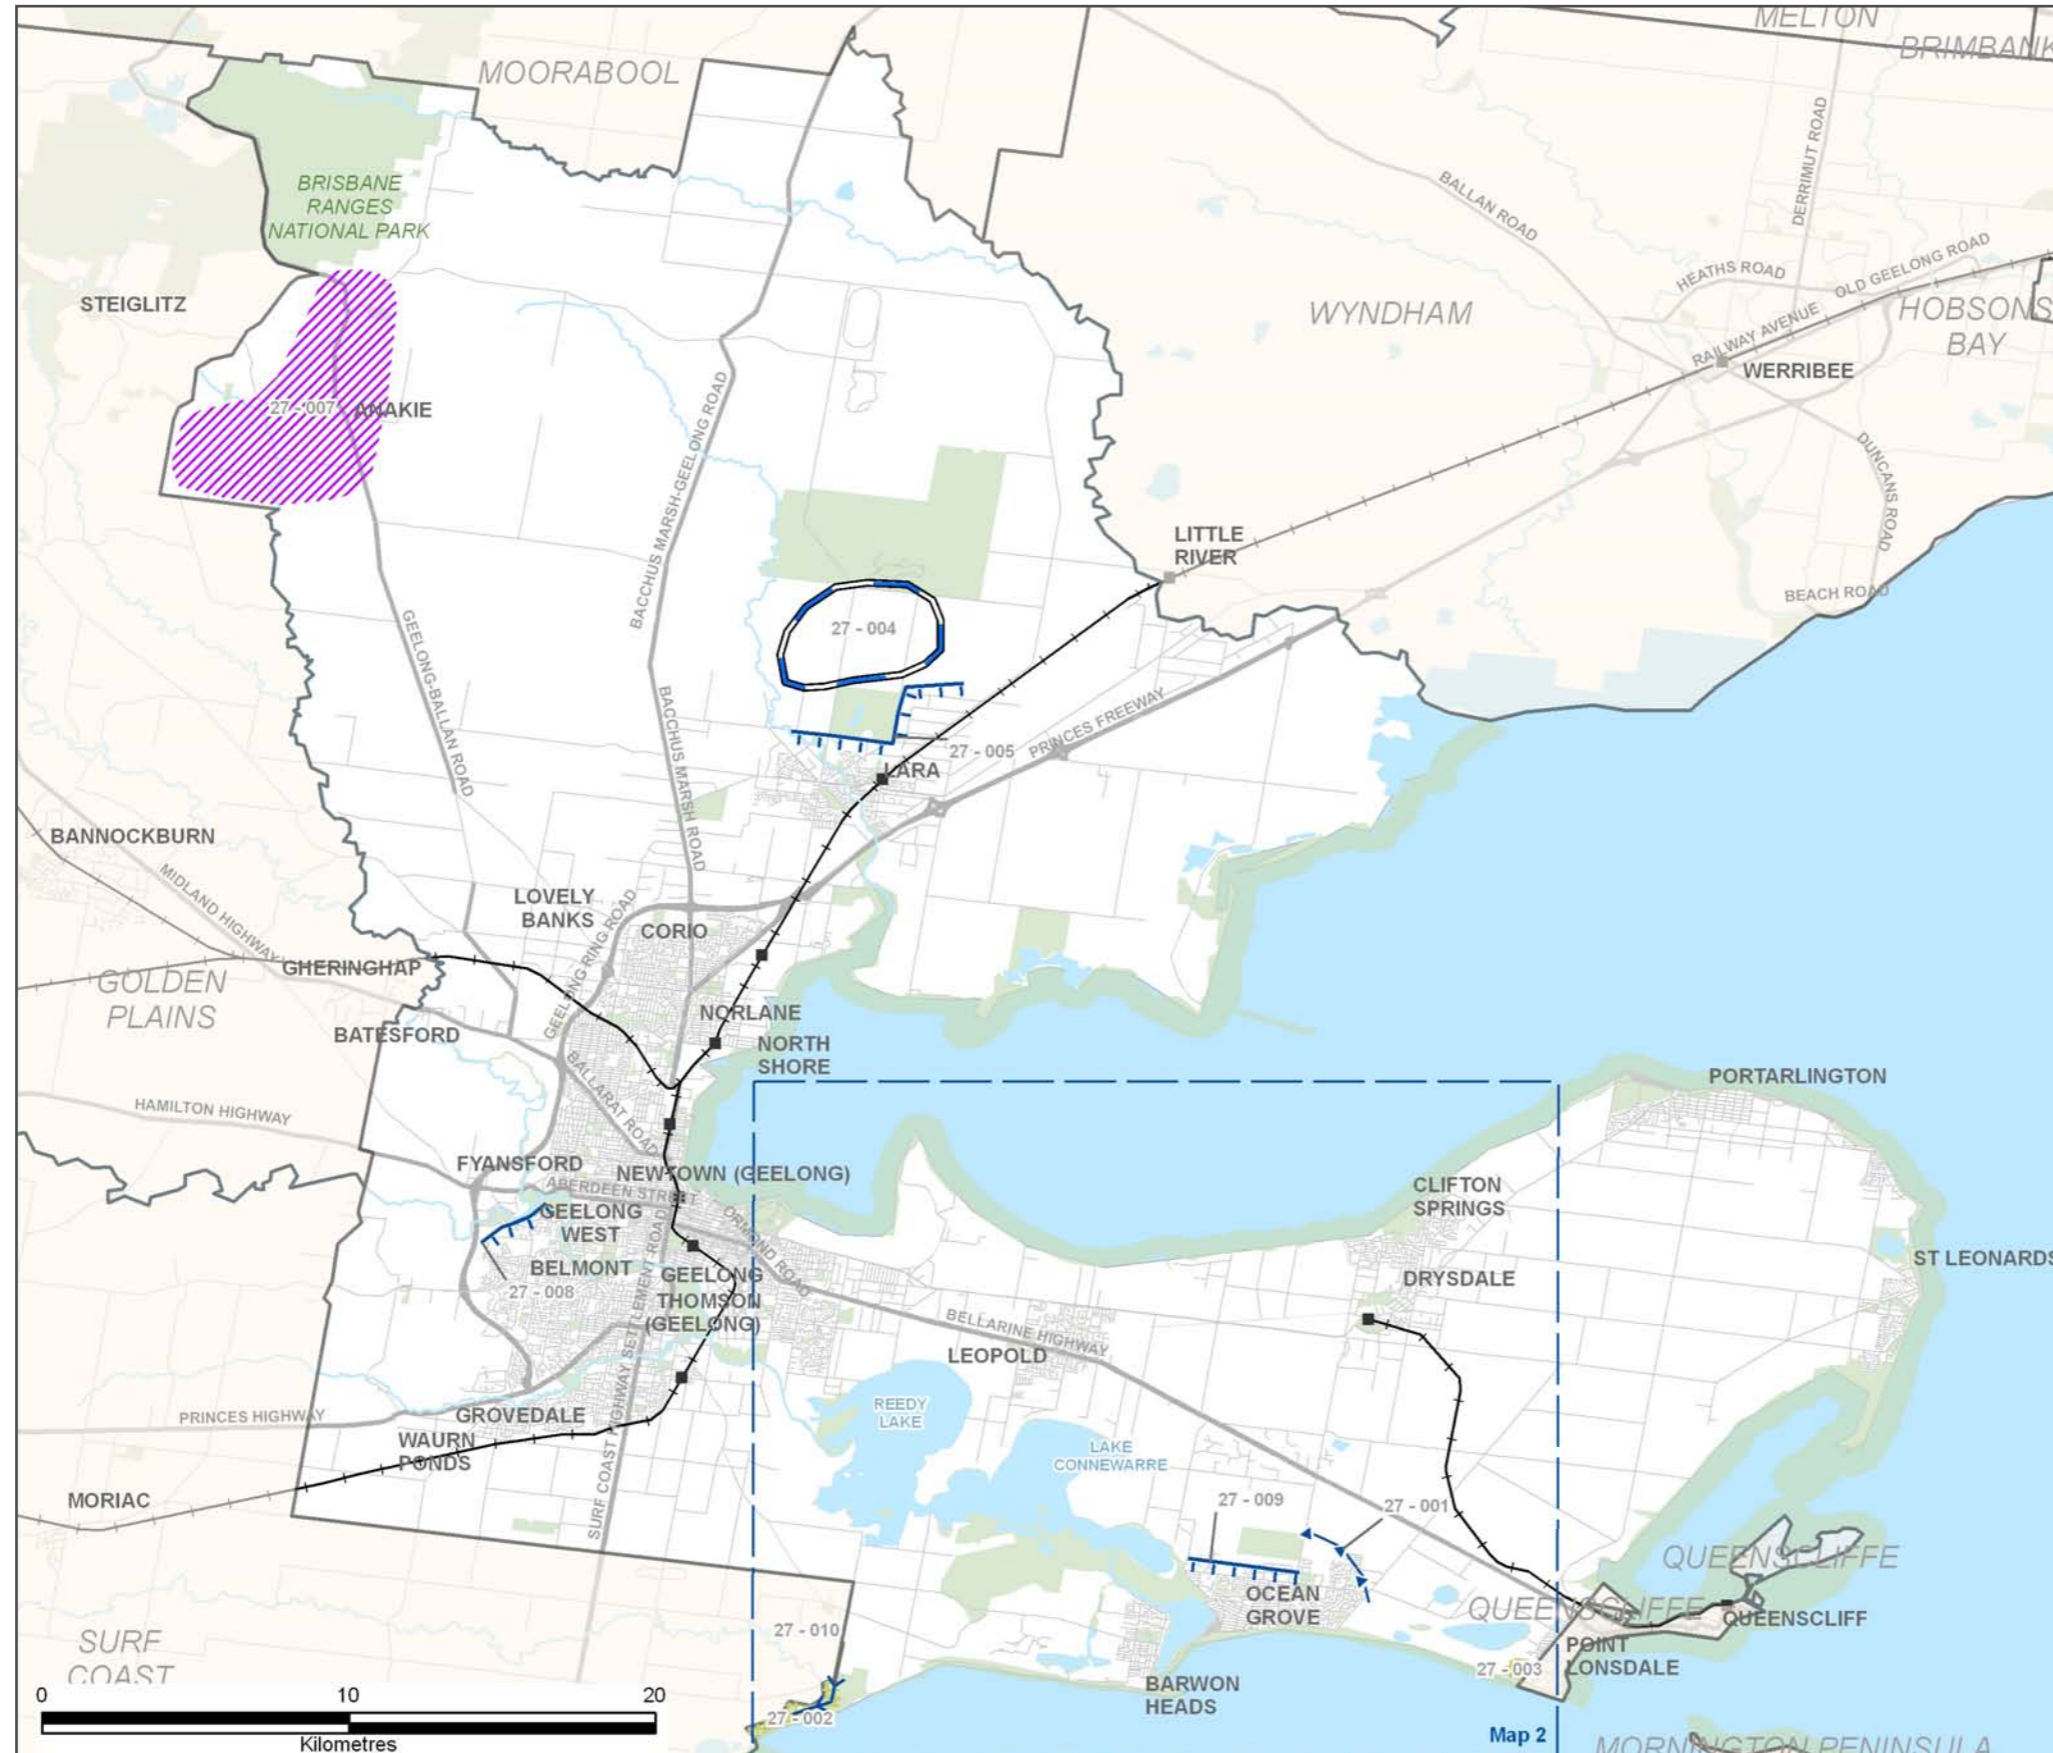 MELTON
BRIMBANK
MOORABOOL
DERRIMUT ROAD
BRISBANE
RANGES
NATIONAL PARK
BALLAN ROAD
HEATHS ROAD
OLD GEELONG ROAD
STEIGLITZ
WYNDHAM
RAILWAY AVENUE
HOBSONS
BAY
WERRIBEE
27 - 007
ANAKIE
BACCHUS MARSH-GEELONG ROAD
DUNCANS ROAD
LITTLE
RIVER
BEACH ROAD
27 - 004
GEELONG-BALLAN ROAD
BACCHUS MARSH ROAD
PRINCES FREEWAY
27 - 005
LARA
BANNOCKBURN
MIDLAND HIGHWAY
LOVELY
BANKS
GEELONG RING ROAD
CORIO
GHERINGHAP
GOLDEN
PLAINS
NORLANE
BATESFORD
NORTH
SHORE
BALLARAT ROAD
PORTARLINGTON
HAMILTON HIGHWAY
FYANSFORD
NEWTOWN (GEELONG)
ABERDEEN STREET
CLIFTON
SPRINGS
GEELONG
WEST
ORMOND ROAD
BELMONT
GEELONG
ST LEONARDS
27 - 008
THOMSON
(GEELONG)
DRYSDALE
SETTLEMENT ROAD
BELLARINE HIGHWAY
LEOPOLD
REEDY
LAKE
PRINCES HIGHWAY
GROVEDALE
WAURN
PONDS
SURF COAST HIGHWAY
LAKE
CONNEWARRE
MORIAC
27 - 009
27 - 001
QUEENSCLIFFE
OCEAN
GROVE
QUEENSCLIFFE
QUEENSCLIFF
27 - 010
SURF
COAST
POINT
LONSDALE
27 - 003
BARWON
HEADS
27 - 002
0 10 20
Kilometres
Map 2
MORNINGTON PENINSULA